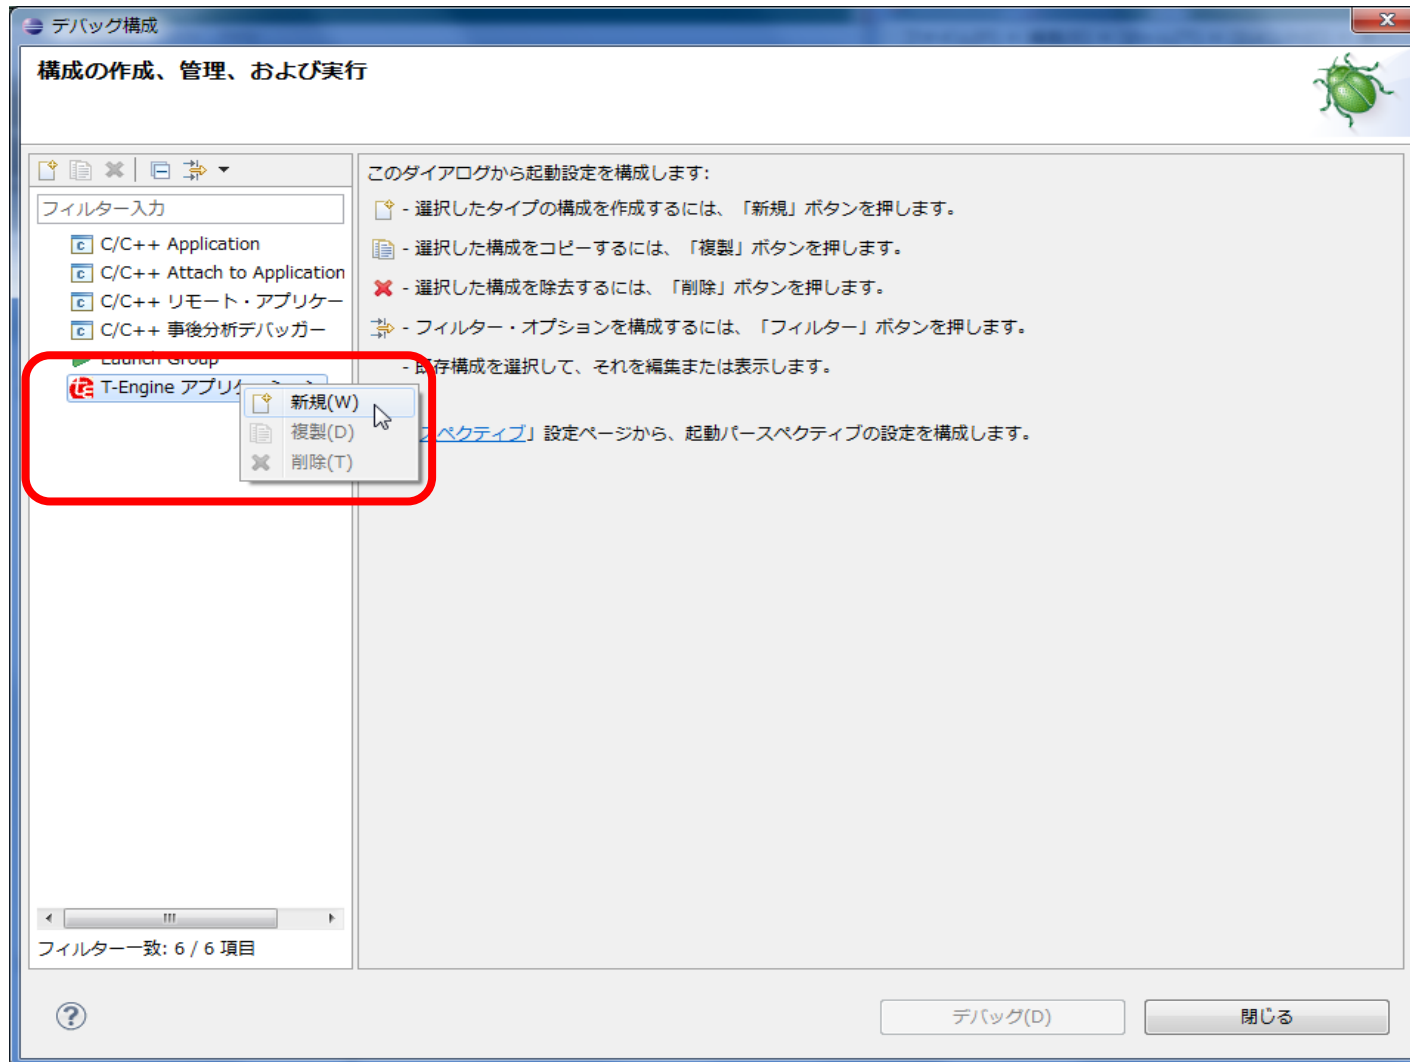 デバッグ構成
構成の作成、管理、および実行
フィルター入力
C/C++ Application
C/C++ Attach to Application
C/C++ リモート・アプリケー
C/C++ 事後分析デバッガー
Launch Group
T-Engine アプリケ
新規(W)
複製(D)
削除(T)
フィルター一致: 6 / 6 項目
このダイアログから起動設定を構成します:
- 選択したタイプの構成を作成するには、「新規」ボタンを押します。
- 選択した構成をコピーするには、「複製」ボタンを押します。
- 選択した構成を除去するには、「削除」ボタンを押します。
- フィルター・オプションを構成するには、「フィルター」ボタンを押します。
- 既存構成を選択して、それを編集または表示します。
スペクティブ」設定ページから、起動パースペクティブの設定を構成します。
デバッグ(D)
閉じる